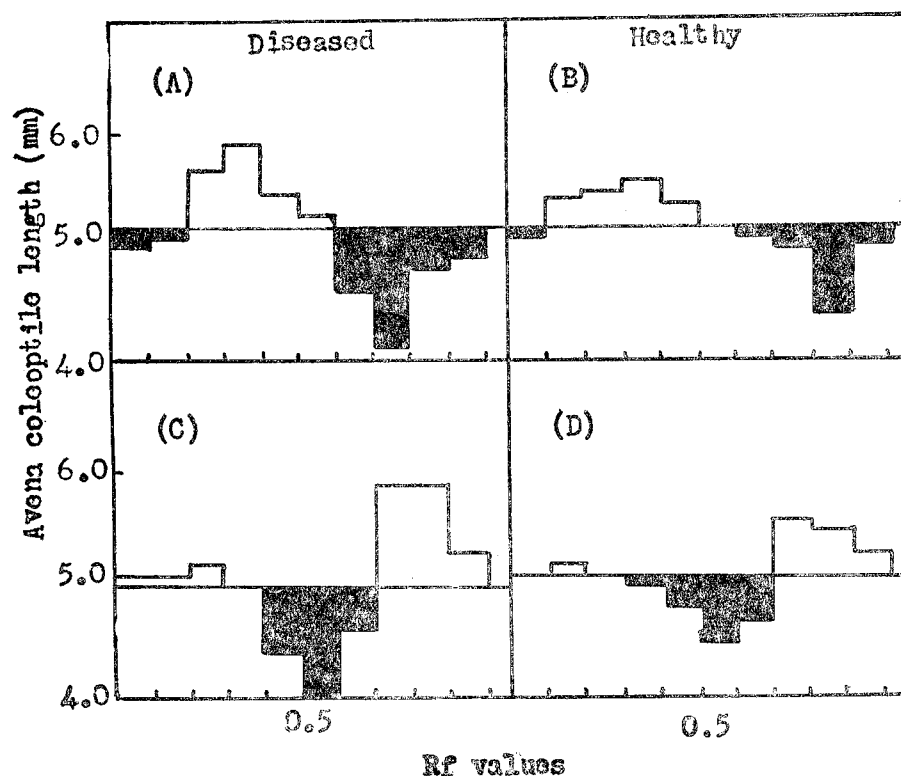 Diseased
Healthy
(A)
(B)
6.0
5.0
4.0
(C)
(D)
6.0
5.0
4.0
0.5
0.5
Rf values
Avena coleoptile length (mm)